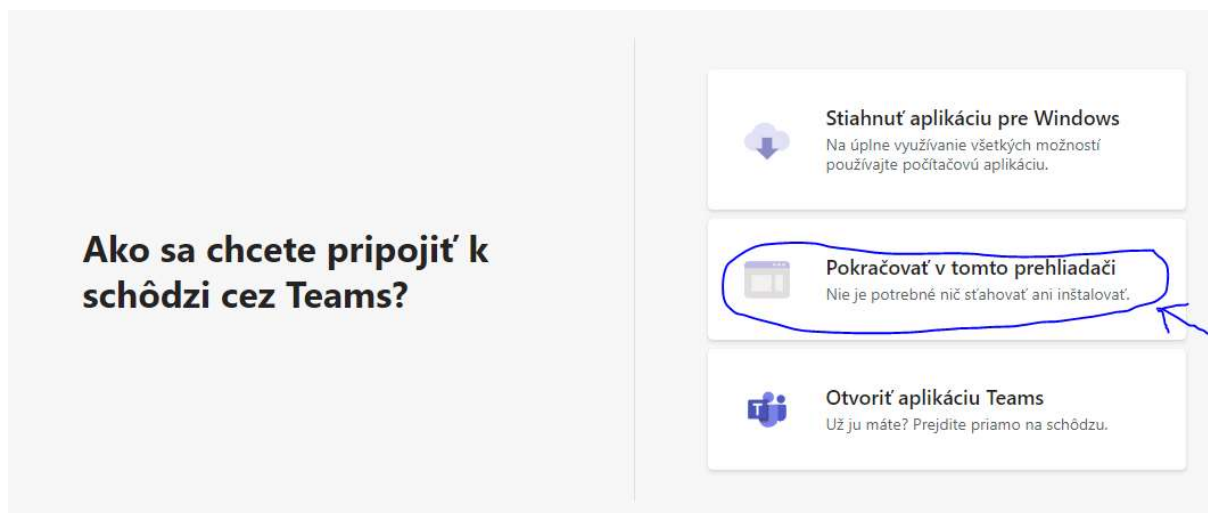 Ako sa chcete pripojiť k
schôdzi cez Teams?
Stiahnuť aplikáciu pre Windows
Na úplne využívanie všetkých možností
používajte počítačovú aplikáciu.
Pokračovať v tomto prehliadači
Nie je potrebné nič sťahovať ani inštalovať.
Otvoriť aplikáciu Teams
Už ju máte? Prejdite priamo na schôdzu.